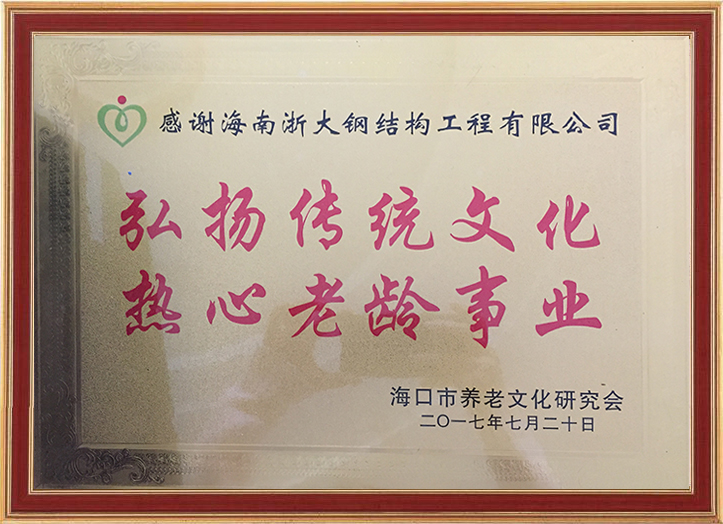 感谢海南浙大钢结构工程有限公司
弘扬传统文化
热心老龄事业
海口市养老文化研究会
二〇一七年七月二十日